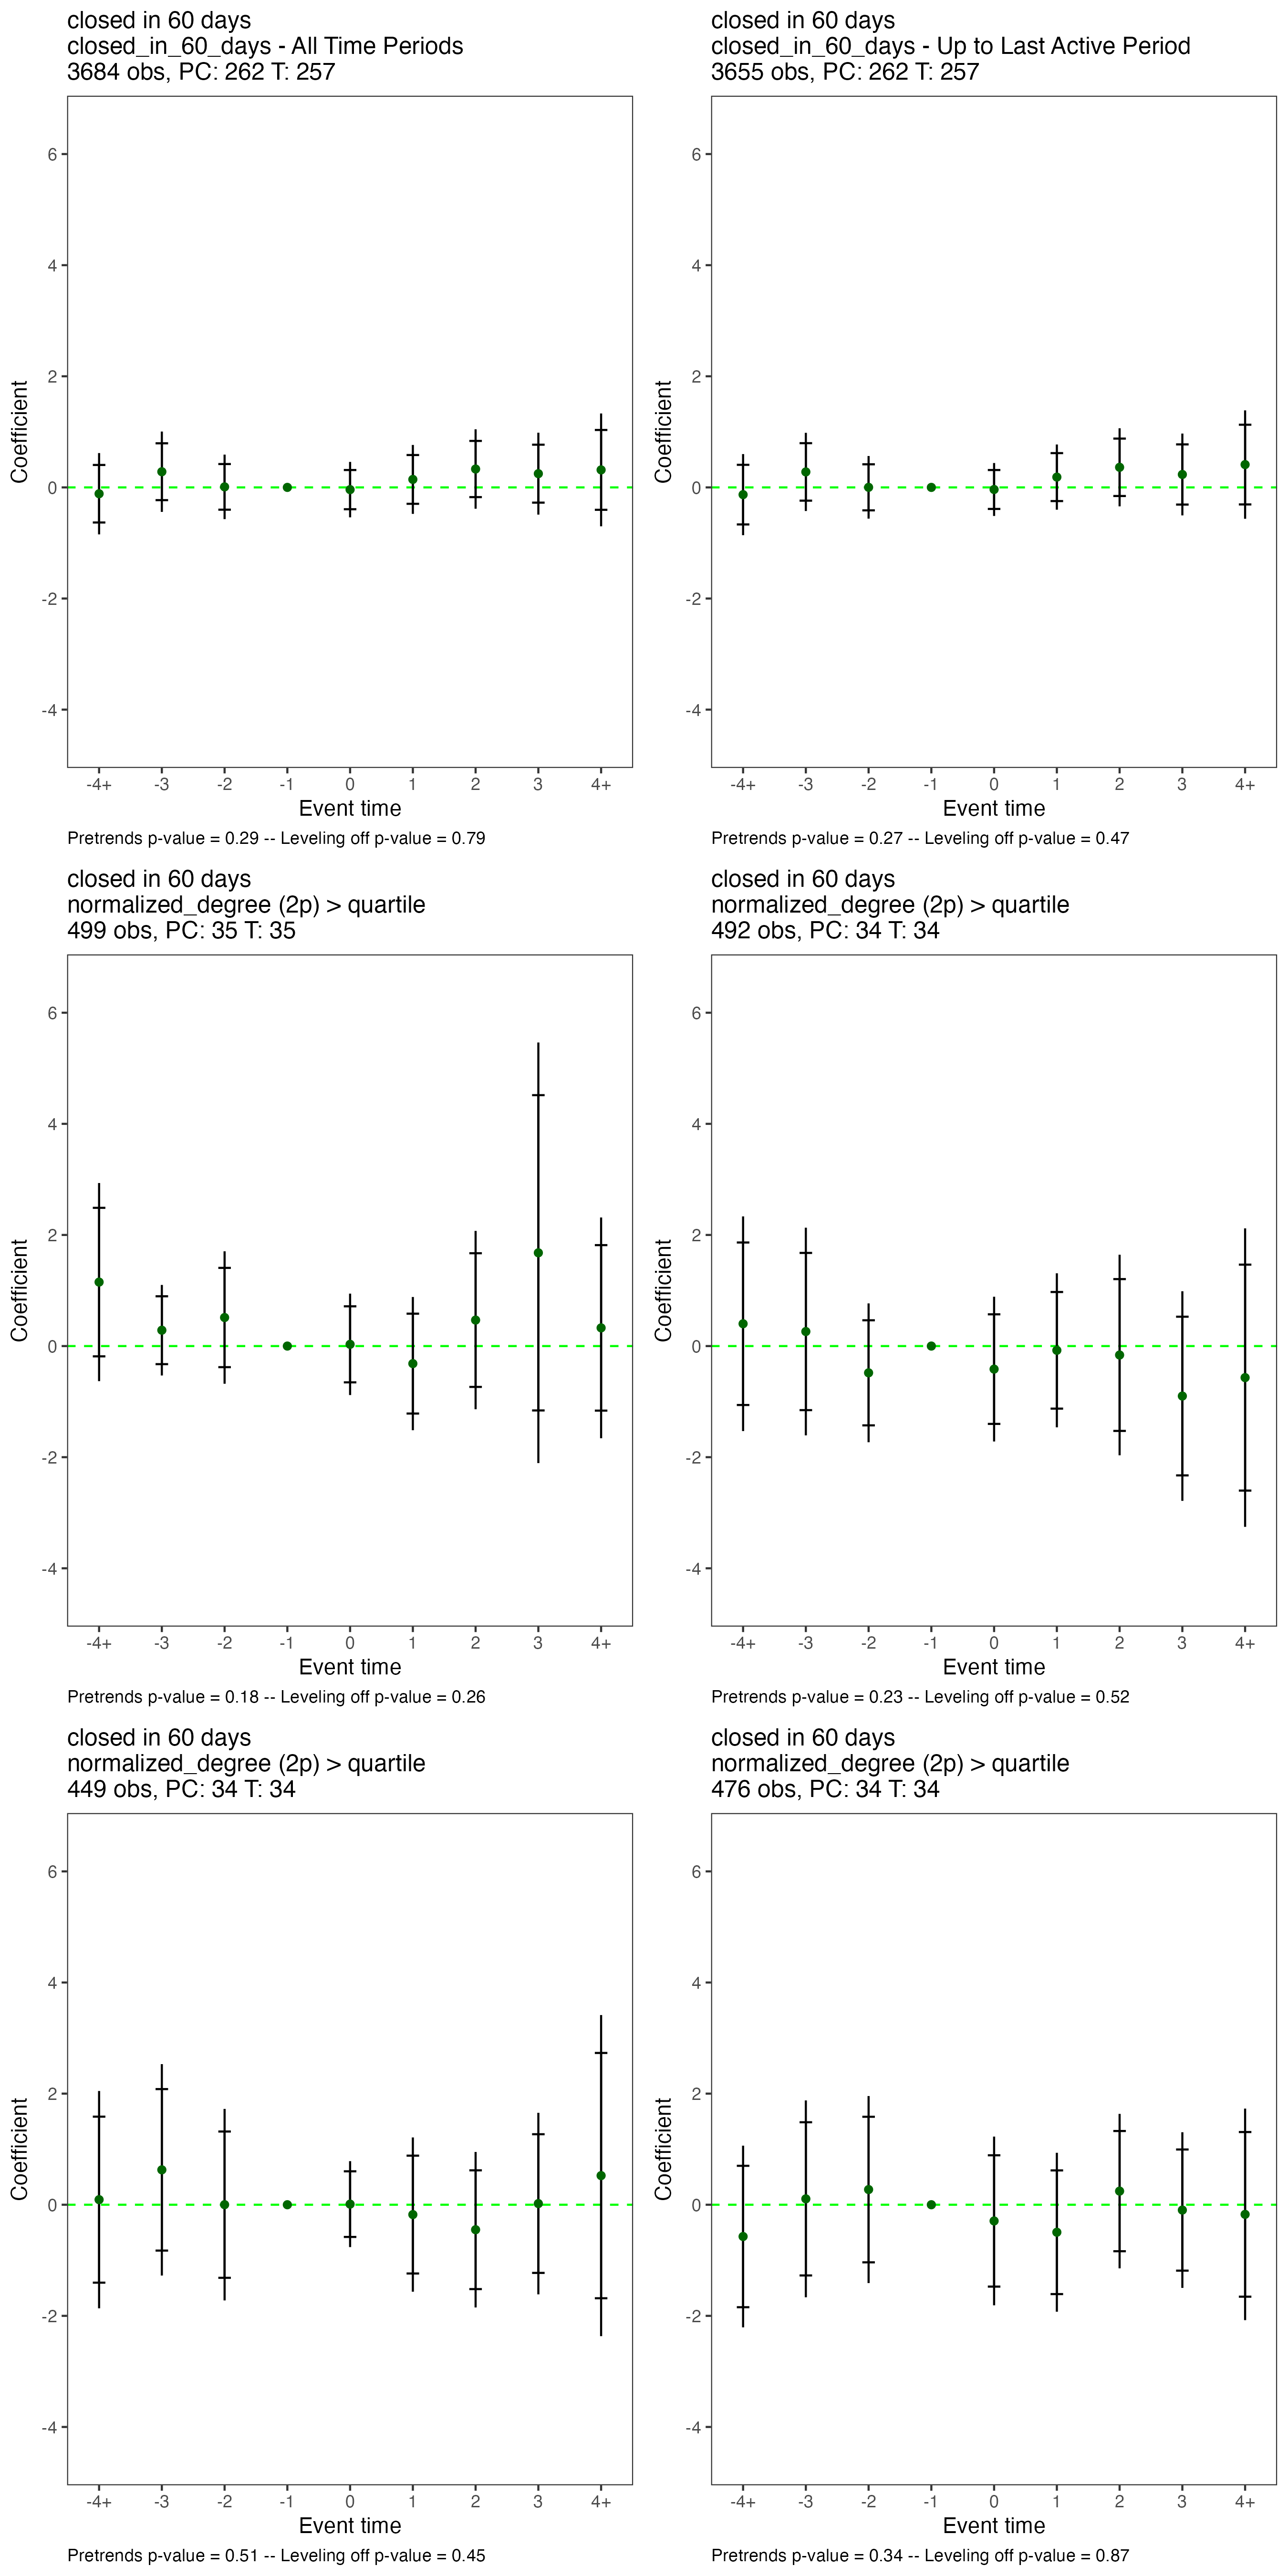 closed in 60 days
closed_in_60_days - All Time Periods
3684 obs, PC: 262 T: 257
Coefficient
6
4
2
0
-2
-4
-4+ -3 -2 -1 0 1 2 3 4+
Event time
Pretrends p-value = 0.29 -- Leveling off p-value = 0.79
closed in 60 days
closed_in_60_days - Up to Last Active Period
3655 obs, PC: 262 T: 257
Coefficient
6
4
2
0
-2
-4
-4+ -3 -2 -1 0 1 2 3 4+
Event time
Pretrends p-value = 0.27 -- Leveling off p-value = 0.47
closed in 60 days
normalized_degree (2p) > quartile
499 obs, PC: 35 T: 35
Coefficient
6
4
2
0
-2
-4
-4+ -3 -2 -1 0 1 2 3 4+
Event time
Pretrends p-value = 0.18 -- Leveling off p-value = 0.26
closed in 60 days
normalized_degree (2p) > quartile
492 obs, PC: 34 T: 34
Coefficient
6
4
2
0
-2
-4
-4+ -3 -2 -1 0 1 2 3 4+
Event time
Pretrends p-value = 0.23 -- Leveling off p-value = 0.52
closed in 60 days
normalized_degree (2p) > quartile
449 obs, PC: 34 T: 34
Coefficient
6
4
2
0
-2
-4
-4+ -3 -2 -1 0 1 2 3 4+
Event time
Pretrends p-value = 0.51 -- Leveling off p-value = 0.45
closed in 60 days
normalized_degree (2p) > quartile
476 obs, PC: 34 T: 34
Coefficient
6
4
2
0
-2
-4
-4+ -3 -2 -1 0 1 2 3 4+
Event time
Pretrends p-value = 0.34 -- Leveling off p-value = 0.87